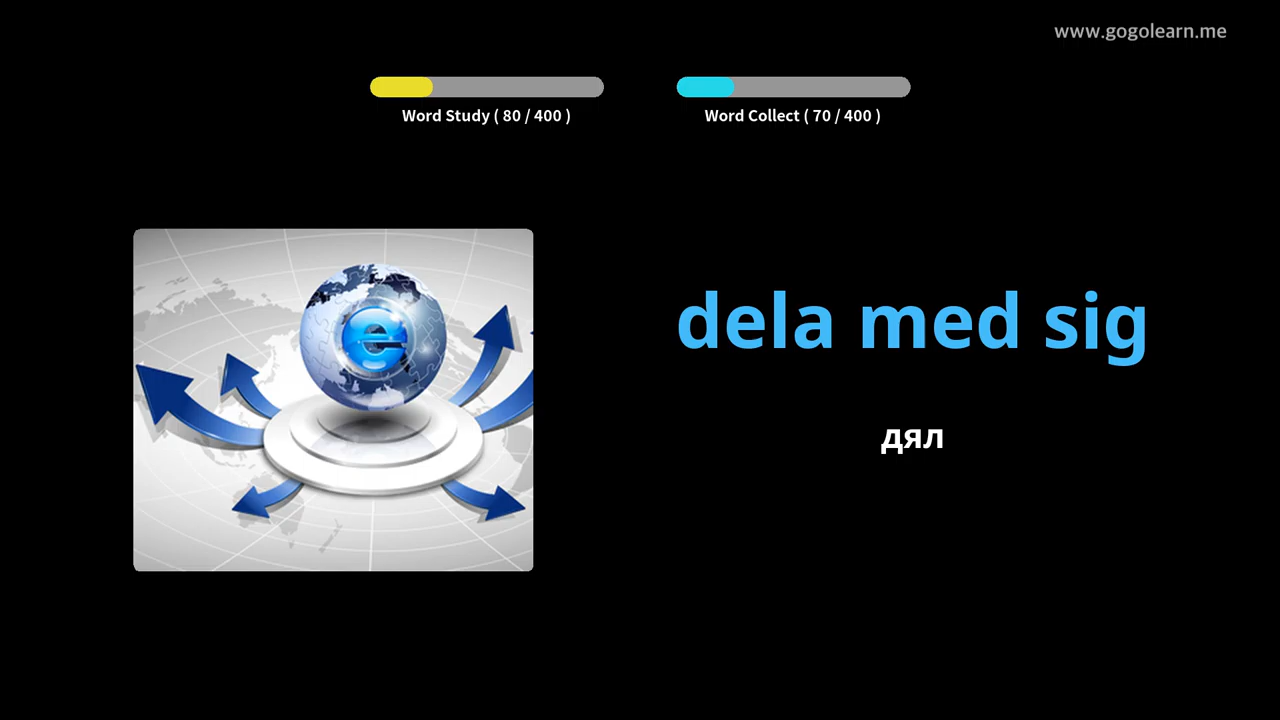 www.gogolearn.me
Word Study ( 80 / 400 )
Word Collect ( 70 / 400 )
e
dela med sig
дял